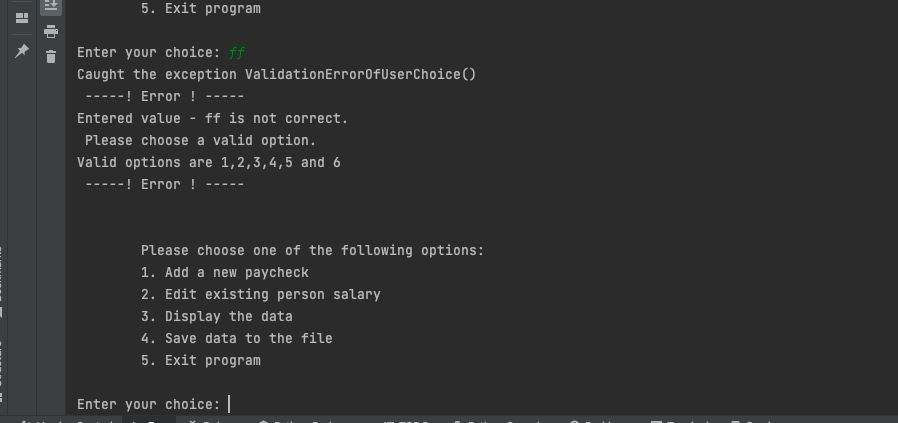 5. Exit program
Enter your choice: ff
Caught the exception ValidationErrorOfUserChoice()
-----! Error ! -----
Entered value - ff is not correct.
Please choose a valid option.
Valid options are 1,2,3,4,5 and 6
-----! Error ! -----
Please choose one of the following options:
1. Add a new paycheck
2. Edit existing person salary
3. Display the data
4. Save data to the file
5. Exit program
Enter your choice: